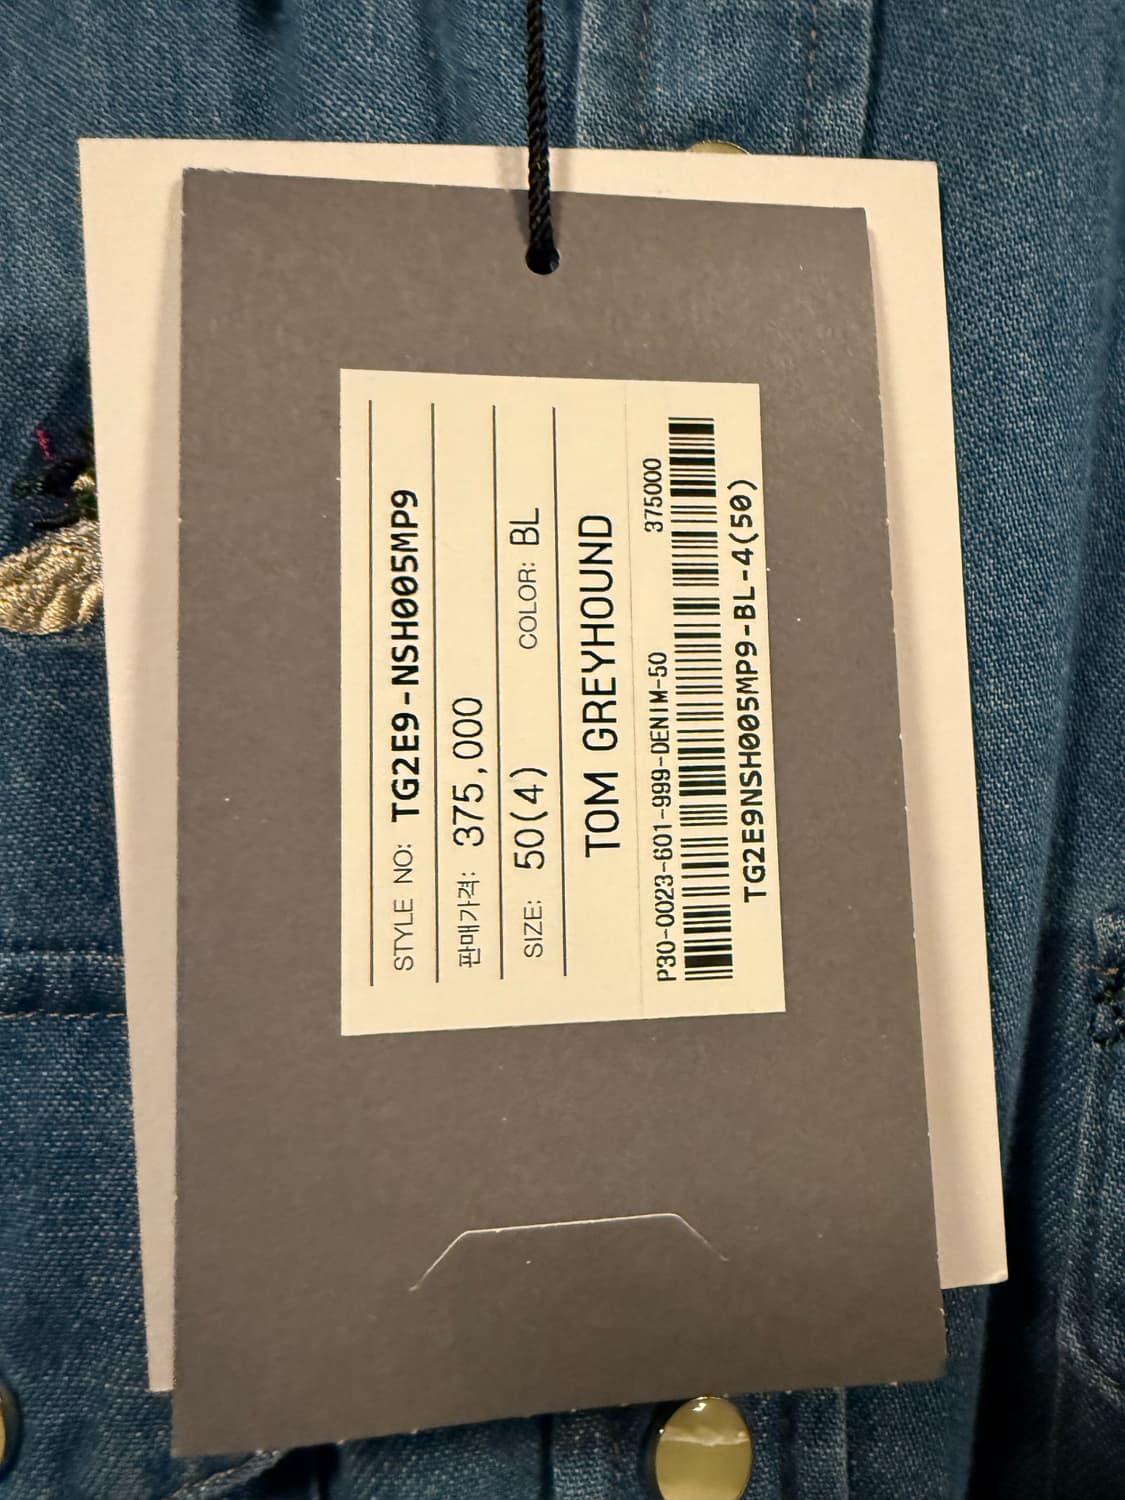 STYLE NO: TG2E9-NSH005MP9
판매가격: 375,000
SIZE: 50(4) COLOR: BL
TOM GREYHOUND
P30-0023-601-999-DENIM-50 375000
TG2E9NSH005MP9-BL-4(50)